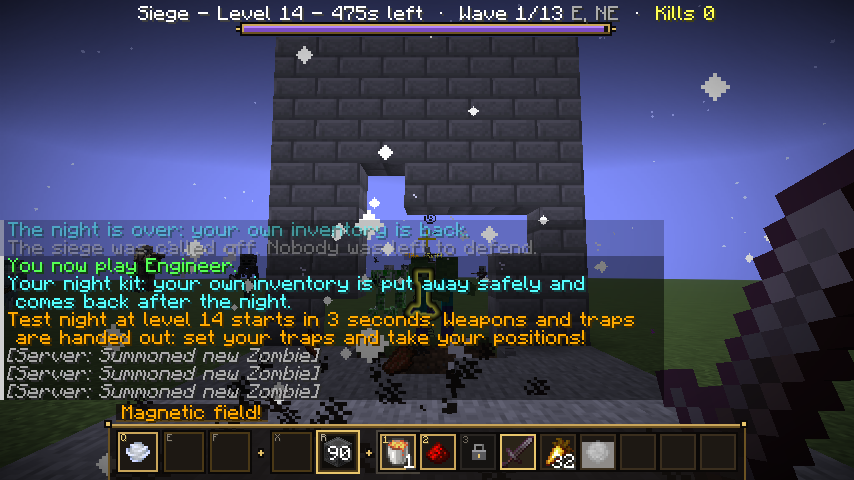 Siege - Level 14 - 475s left · Wave 1/13 E, NE · Kills 0
The night is over: your own inventory is back.
The siege was called off. Nobody was left to defend.
You now play Engineer.
Your night kit: your own inventory is put away safely and
comes back after the night.
Test night at level 14 starts in 3 seconds. Weapons and traps
are handed out: set your traps and take your positions!
[Server: Summoned new Zombie]
[Server: Summoned new Zombie]
[Server: Summoned new Zombie]
Magnetic field!
Q E F X R 90 1 1 2 3 32